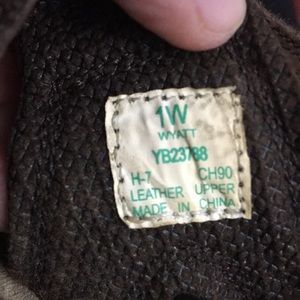 1W
WYATT
YB23788
H-7 CH90
LEATHER UPPER
MADE IN CHINA